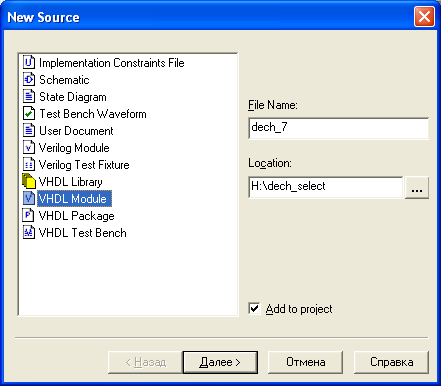 New Source
Implementation Constraints File
Schematic
State Diagram
Test Bench Waveform
User Document
Verilog Module
Verilog Test Fixture
VHDL Library
VHDL Module
VHDL Package
VHDL Test Bench
File Name:
dech_7
Location:
H:\dech_select
...
Add to project
< Назад
Далее >
Отмена
Справка